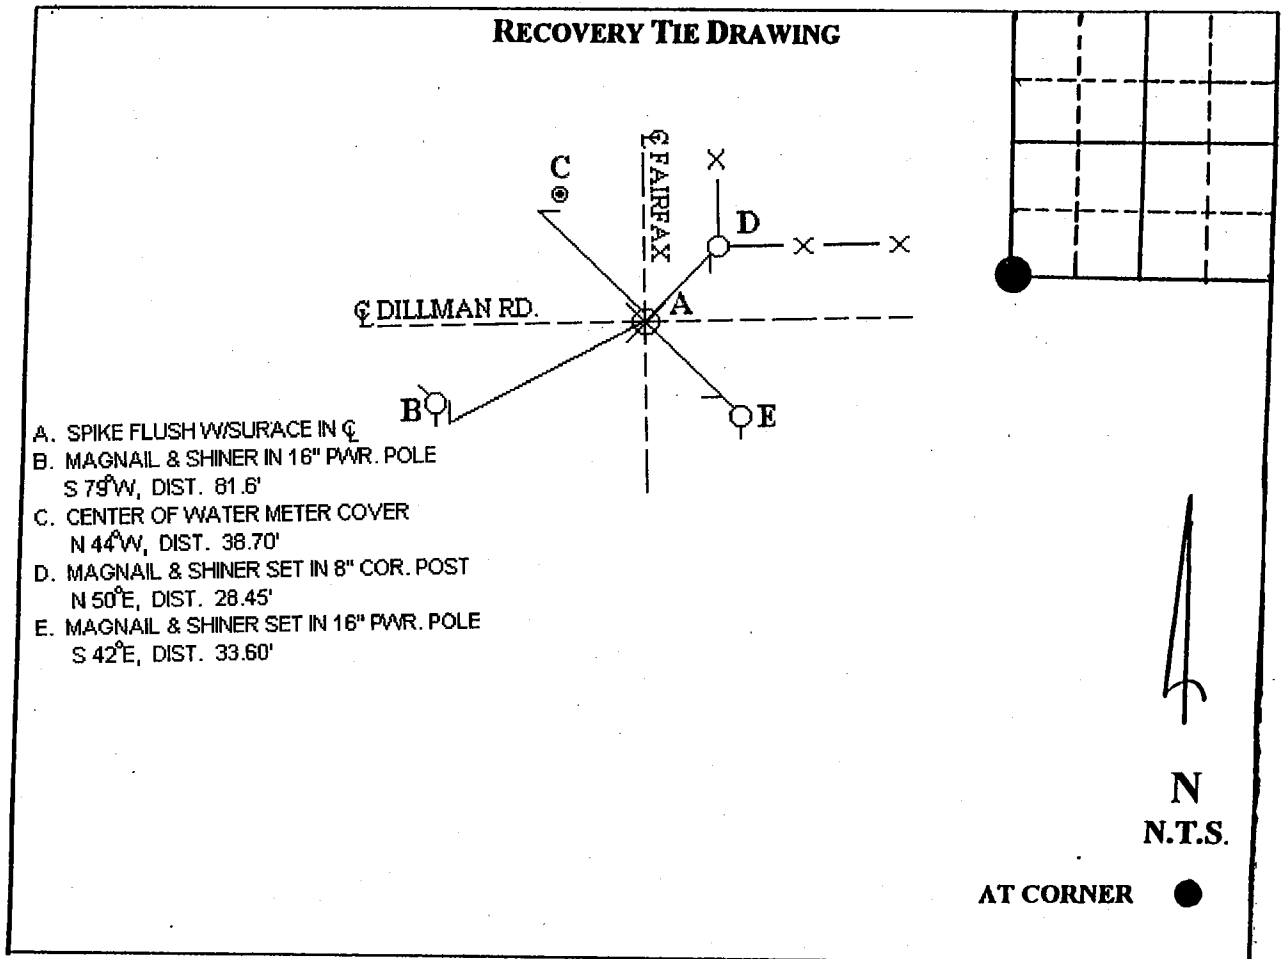 RECOVERY TIE DRAWING
C
℄ FAIRFAX
D
℄ DILLMAN RD.
A
B
E
A. SPIKE FLUSH W/SURACE IN ℄
B. MAGNAIL & SHINER IN 16" PWR. POLE
S 79°W, DIST. 81.6'
C. CENTER OF WATER METER COVER
N 44°W, DIST. 38.70'
D. MAGNAIL & SHINER SET IN 8" COR. POST
N 50°E, DIST. 28.45'
E. MAGNAIL & SHINER SET IN 16" PWR. POLE
S 42°E, DIST. 33.60'
N
N.T.S.
AT CORNER